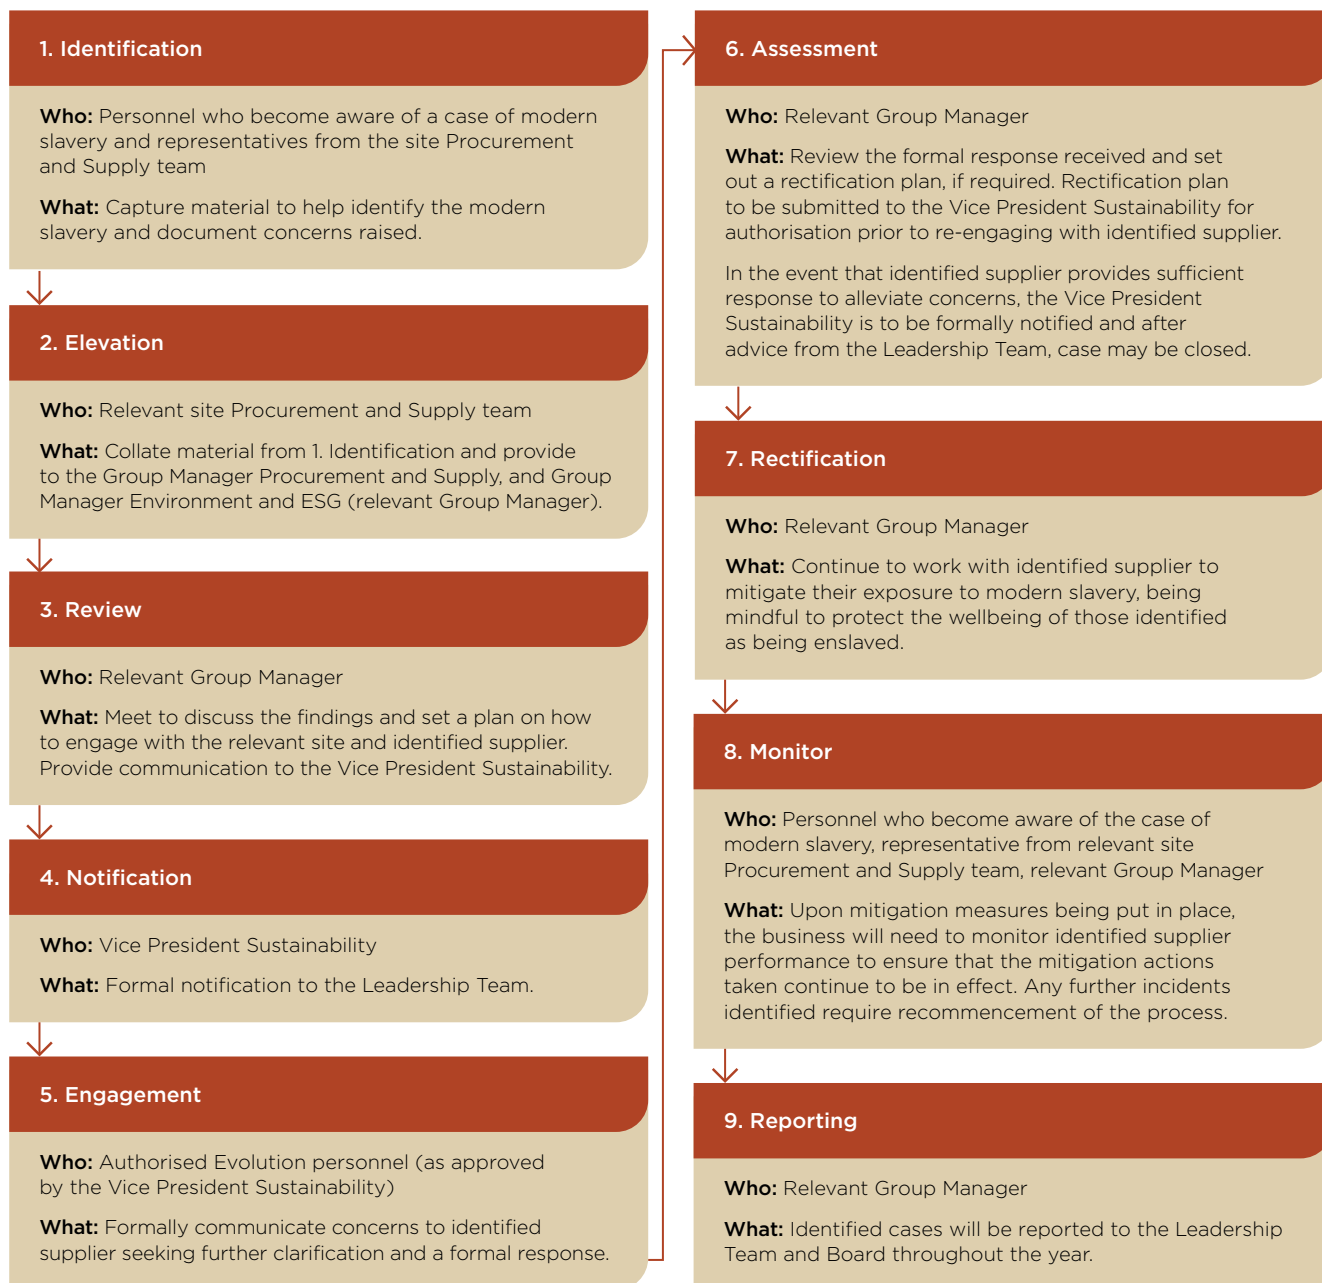 1. Identification
Who: Personnel who become aware of a case of modern
slavery and representatives from the site Procurement
and Supply team
What: Capture material to help identify the modern
slavery and document concerns raised.
2. Elevation
Who: Relevant site Procurement and Supply team
What: Collate material from 1. Identification and provide
to the Group Manager Procurement and Supply, and Group
Manager Environment and ESG (relevant Group Manager).
3. Review
Who: Relevant Group Manager
What: Meet to discuss the findings and set a plan on how
to engage with the relevant site and identified supplier.
Provide communication to the Vice President Sustainability.
4. Notification
Who: Vice President Sustainability
What: Formal notification to the Leadership Team.
5. Engagement
Who: Authorised Evolution personnel (as approved
by the Vice President Sustainability)
What: Formally communicate concerns to identified
supplier seeking further clarification and a formal response.
6. Assessment
Who: Relevant Group Manager
What: Review the formal response received and set
out a rectification plan, if required. Rectification plan
to be submitted to the Vice President Sustainability for
authorisation prior to re-engaging with identified supplier.
In the event that identified supplier provides sufficient
response to alleviate concerns, the Vice President
Sustainability is to be formally notified and after
advice from the Leadership Team, case may be closed.
7. Rectification
Who: Relevant Group Manager
What: Continue to work with identified supplier to
mitigate their exposure to modern slavery, being
mindful to protect the wellbeing of those identified
as being enslaved.
8. Monitor
Who: Personnel who become aware of the case of
modern slavery, representative from relevant site
Procurement and Supply team, relevant Group Manager
What: Upon mitigation measures being put in place,
the business will need to monitor identified supplier
performance to ensure that the mitigation actions
taken continue to be in effect. Any further incidents
identified require recommencement of the process.
9. Reporting
Who: Relevant Group Manager
What: Identified cases will be reported to the Leadership
Team and Board throughout the year.